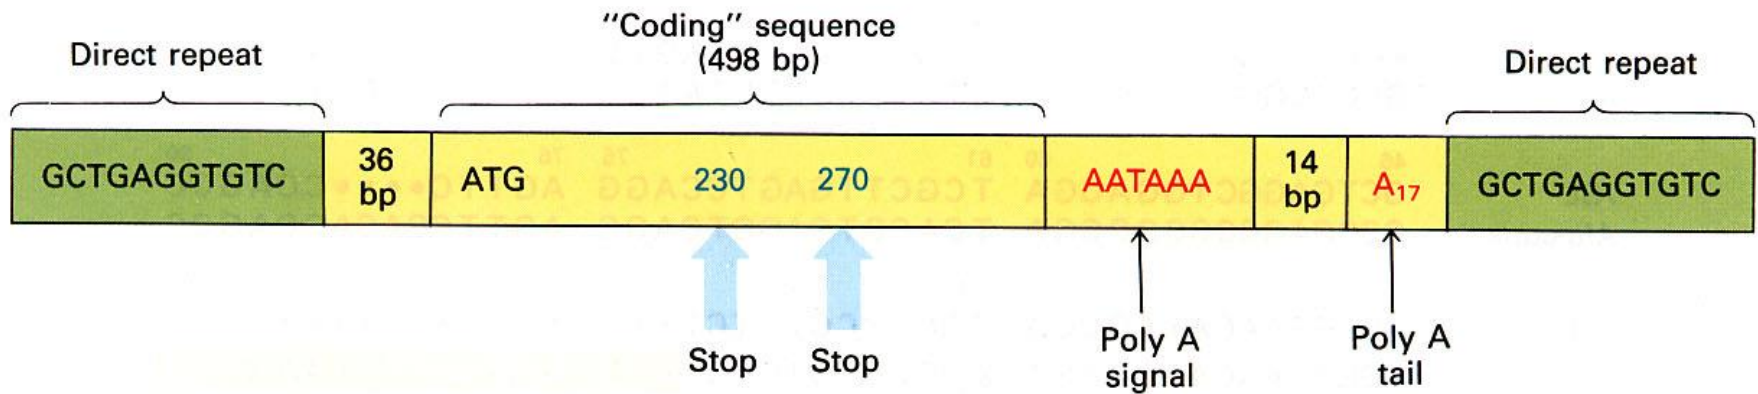 "Coding" sequence
(498 bp)
Direct repeat
Direct repeat
GCTGAGGTGTC
36
bp
ATG
230
270
AATAAA
14
bp
A17
GCTGAGGTGTC
Stop
Stop
Poly A
signal
Poly A
tail